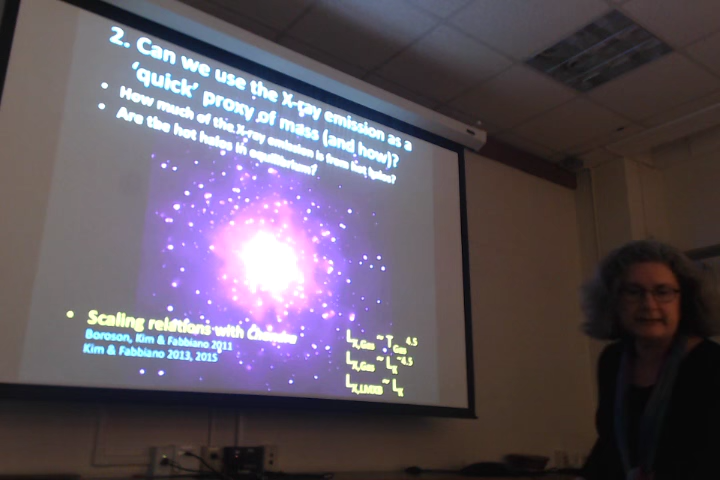 2. Can we use the X-ray emission as a
'quick' proxy of mass (and how)?
• How much of the X-ray emission is from hot halos?
• Are the hot halos in equilibrium?
• Scaling relations with Chandra
Boroson, Kim & Fabbiano 2011
Kim & Fabbiano 2013, 2015
L_X,Gas ~ T_Gas^4.5
L_X,Gas ~ L_K^~4.5
L_X,LMXB ~ L_K